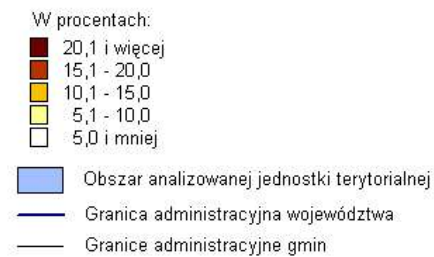 W procentach:
20,1 i więcej
15,1 - 20,0
10,1 - 15,0
5,1 - 10,0
5,0 i mniej
Obszar analizowanej jednostki terytorialnej
Granica administracyjna województwa
Granice administracyjne gmin